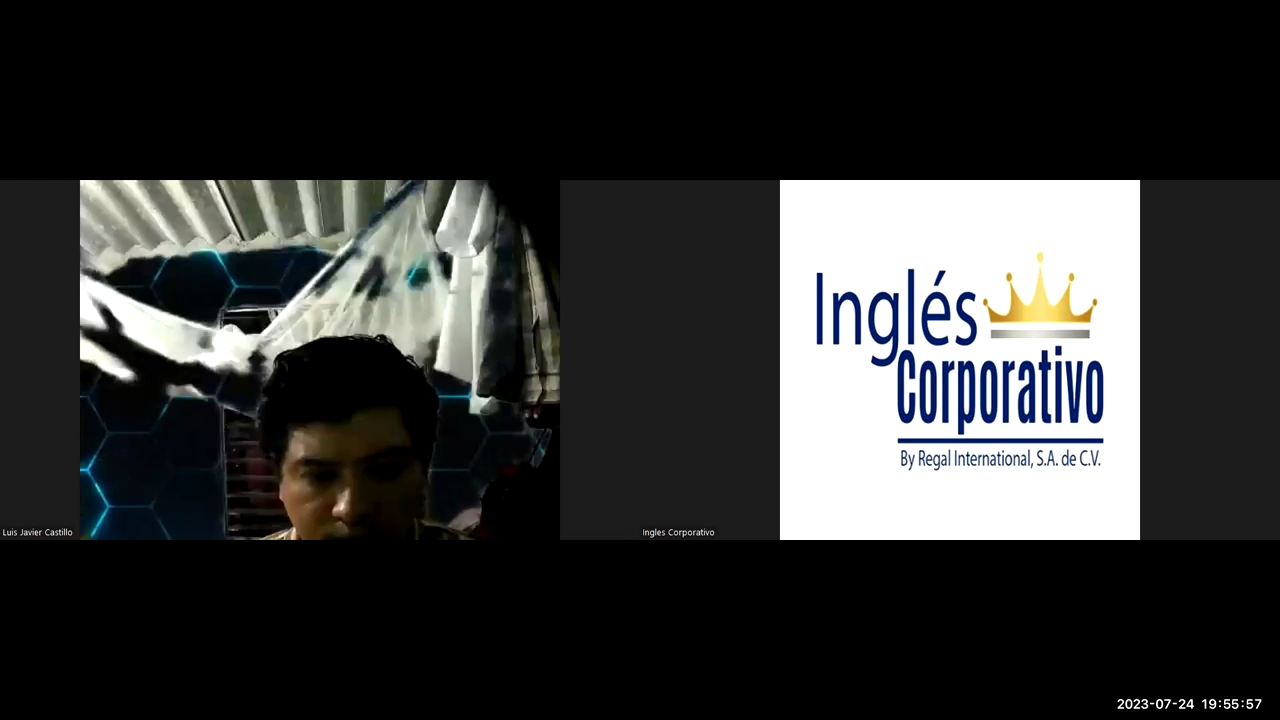 Inglés
Corporativo
By Regal International, S.A. de C.V.
Luis Javier Castillo
Ingles Corporativo
2023-07-24 19:55:57